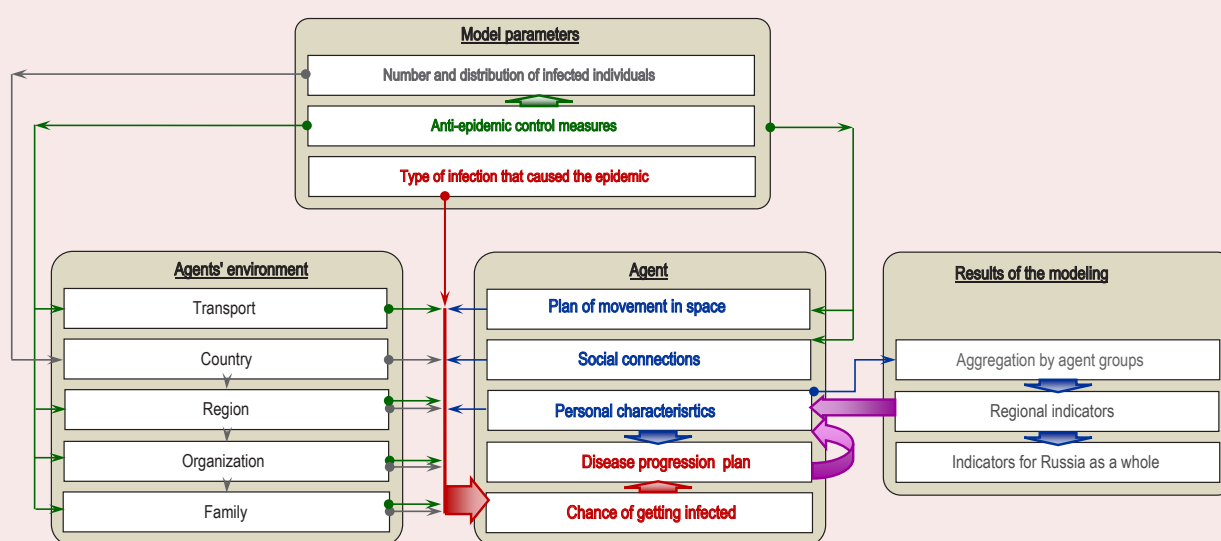 Model parameters
Number and distribution of infected individuals
Anti-epidemic control measures
Type of infection that caused the epidemic
Agents' environment
Transport
Country
Region
Organization
Family
Agent
Plan of movement in space
Social connections
Personal characterisrtics
Disease progression plan
Chance of getting infected
Results of the modeling
Aggregation by agent groups
Regional indicators
Indicators for Russia as a whole